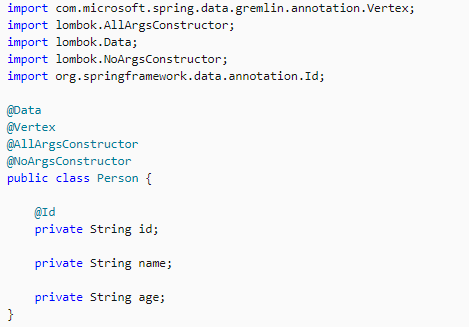 import com.microsoft.spring.data.gremlin.annotation.Vertex;
import lombok.AllArgsConstructor;
import lombok.Data;
import lombok.NoArgsConstructor;
import org.springframework.data.annotation.Id;

@Data
@Vertex
@AllArgsConstructor
@NoArgsConstructor
public class Person {

    @Id
    private String id;

    private String name;

    private String age;
}